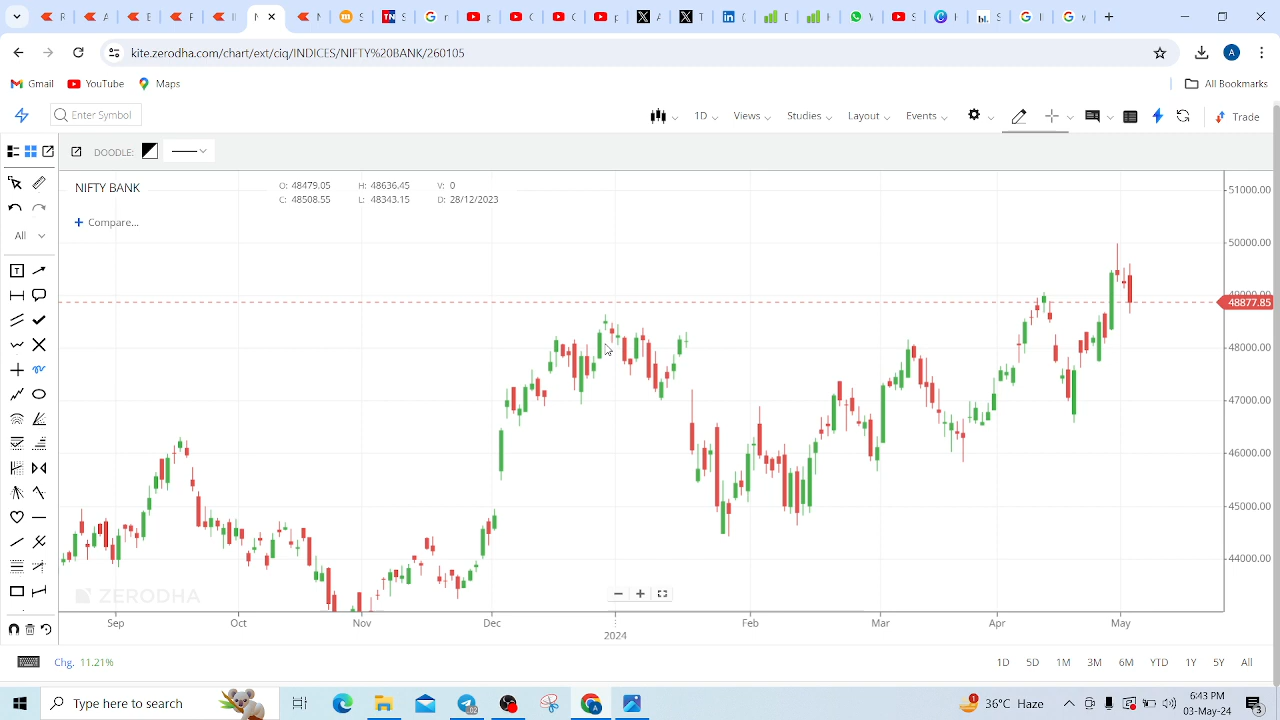 kite.zerodha.com/chart/ext/ciq/INDICES/NIFTY%20BANK/260105
A
Gmail YouTube Maps All Bookmarks
Enter Symbol 1D Views Studies Layout Events Trade
DOODLE:
NIFTY BANK
O: 48479.05 H: 48636.45 V: 0
C: 48508.55 L: 48343.15 D: 28/12/2023
+ Compare...
All
51000.00
50000.00
48877.85
48000.00
47000.00
46000.00
45000.00
44000.00
ZERODHA
Sep Oct Nov Dec 2024 Feb Mar Apr May
Chg. 11.21% 1D 5D 1M 3M 6M YTD 1Y 5Y All
Type here to search 36°C Haze 6:43 PM
03-May-24